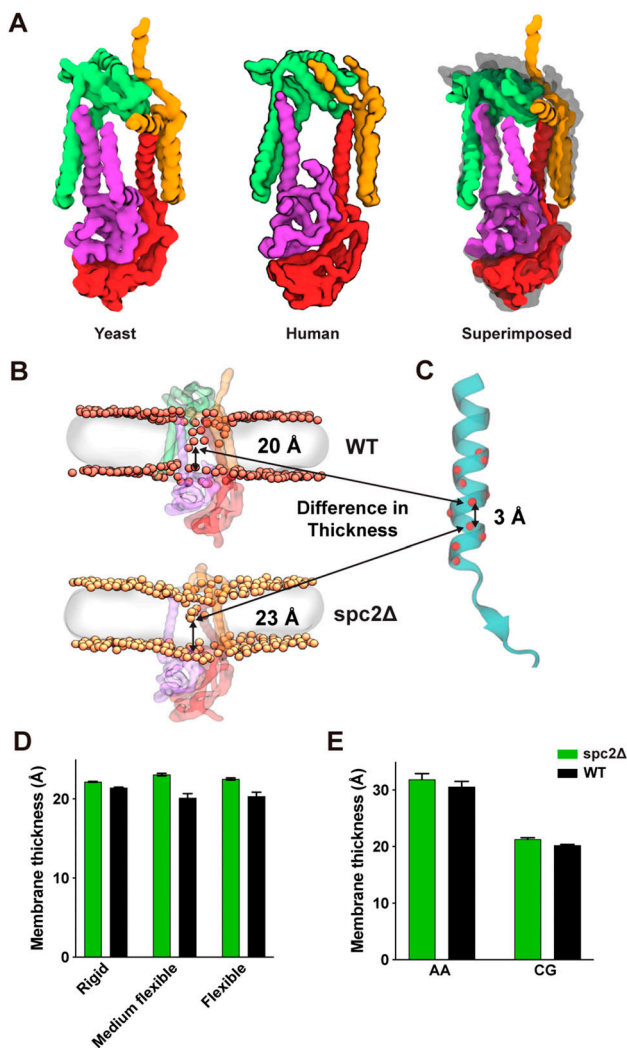 A
Yeast
Human
Superimposed
B
20 Å
WT
Difference in
Thickness
23 Å
spc2Δ
C
3 Å
D
Membrane thickness (Å)
20
10
0
Rigid
Medium flexible
Flexible
E
spc2Δ
WT
Membrane thickness (Å)
30
20
10
0
AA
CG